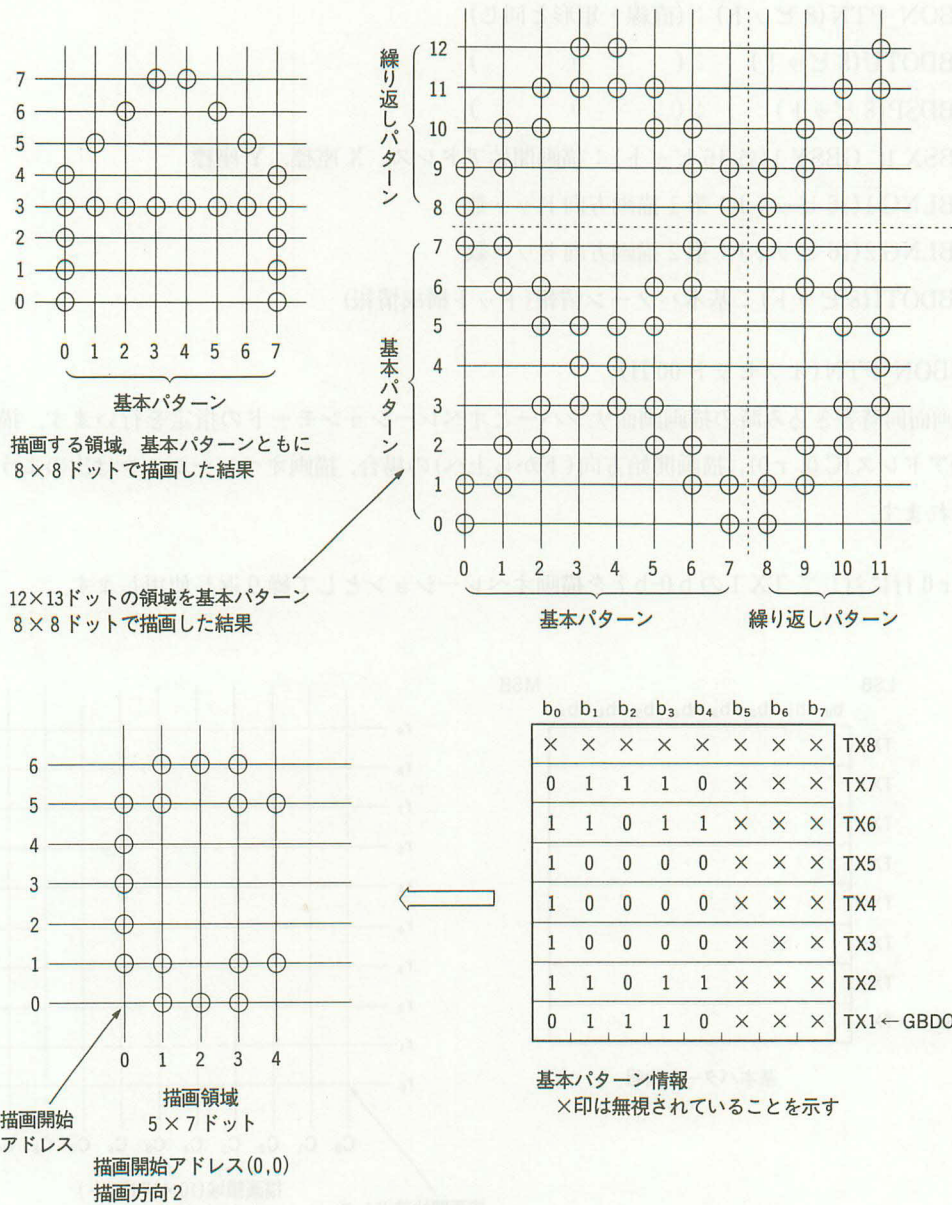 7
6
5
4
3
2
1
0
0 1 2 3 4 5 6 7
基本パターン
描画する領域，基本パターンともに
8×8ドットで描画した結果
繰り返しパターン
基本パターン
12
11
10
9
8
7
6
5
4
3
2
1
0
0 1 2 3 4 5 6 7 8 9 10 11
基本パターン
繰り返しパターン
12×13ドットの領域を基本パターン
8×8ドットで描画した結果
6
5
4
3
2
1
0
0 1 2 3 4
描画開始
アドレス
描画領域
5×7ドット
描画開始アドレス(0,0)
描画方向2
b₀ b₁ b₂ b₃ b₄ b₅ b₆ b₇
× × × × × × × × TX8
0 1 1 1 0 × × × TX7
1 1 0 1 1 × × × TX6
1 0 0 0 0 × × × TX5
1 0 0 0 0 × × × TX4
1 0 0 0 0 × × × TX3
1 1 0 1 1 × × × TX2
0 1 1 1 0 × × × TX1←GBDO
基本パターン情報
×印は無視されていることを示す